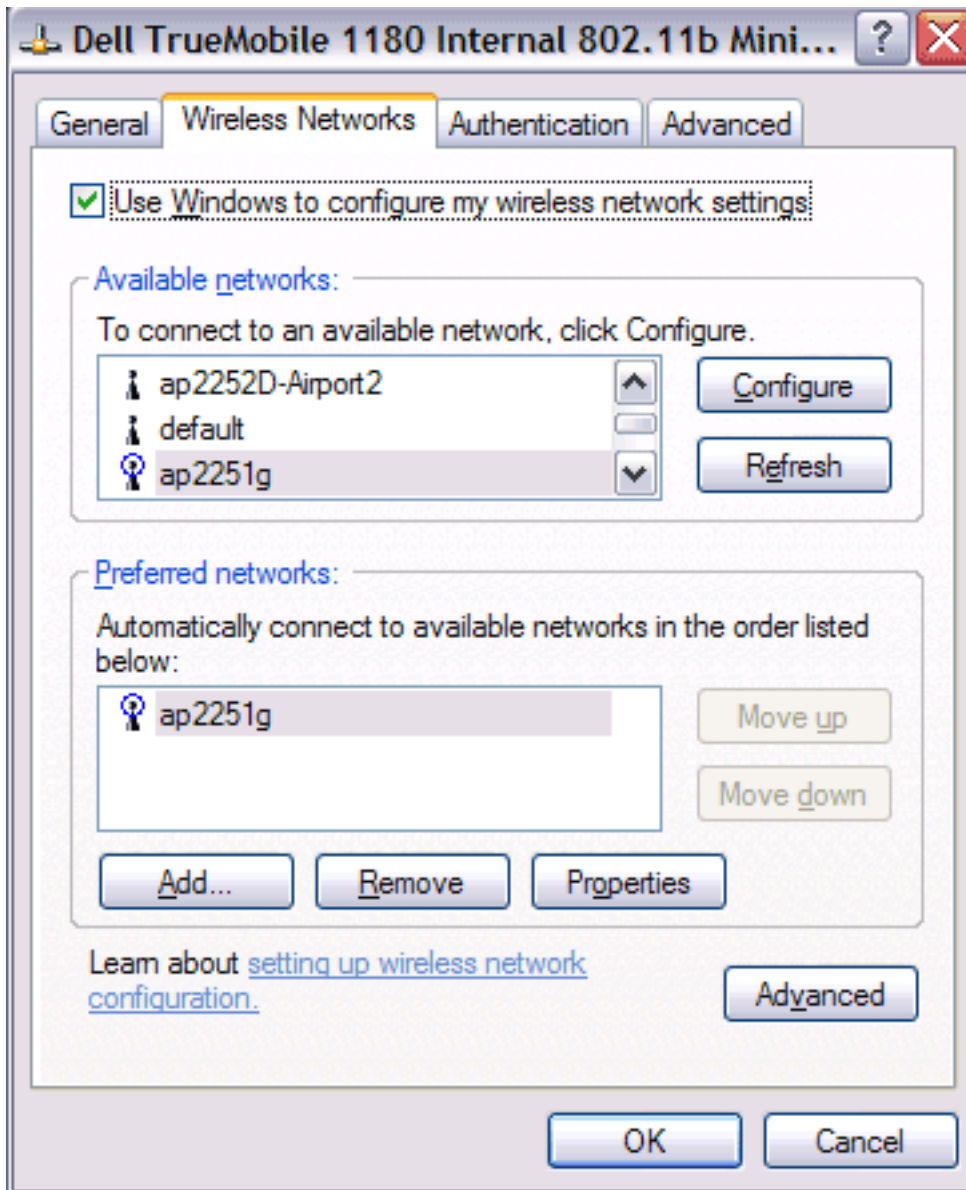 Dell TrueMobile 1180 Internal 802.11b Mini... ?
General Wireless Networks Authentication Advanced
Use Windows to configure my wireless network settings
Available networks:
To connect to an available network, click Configure.
ap2252D-Airport2
Configure
default
ap2251g
Refresh
Preferred networks:
Automatically connect to available networks in the order listed
below:
ap2251g
Move up
Move down
Add... Remove Properties
Learn about setting up wireless network
configuration.
Advanced
OK Cancel